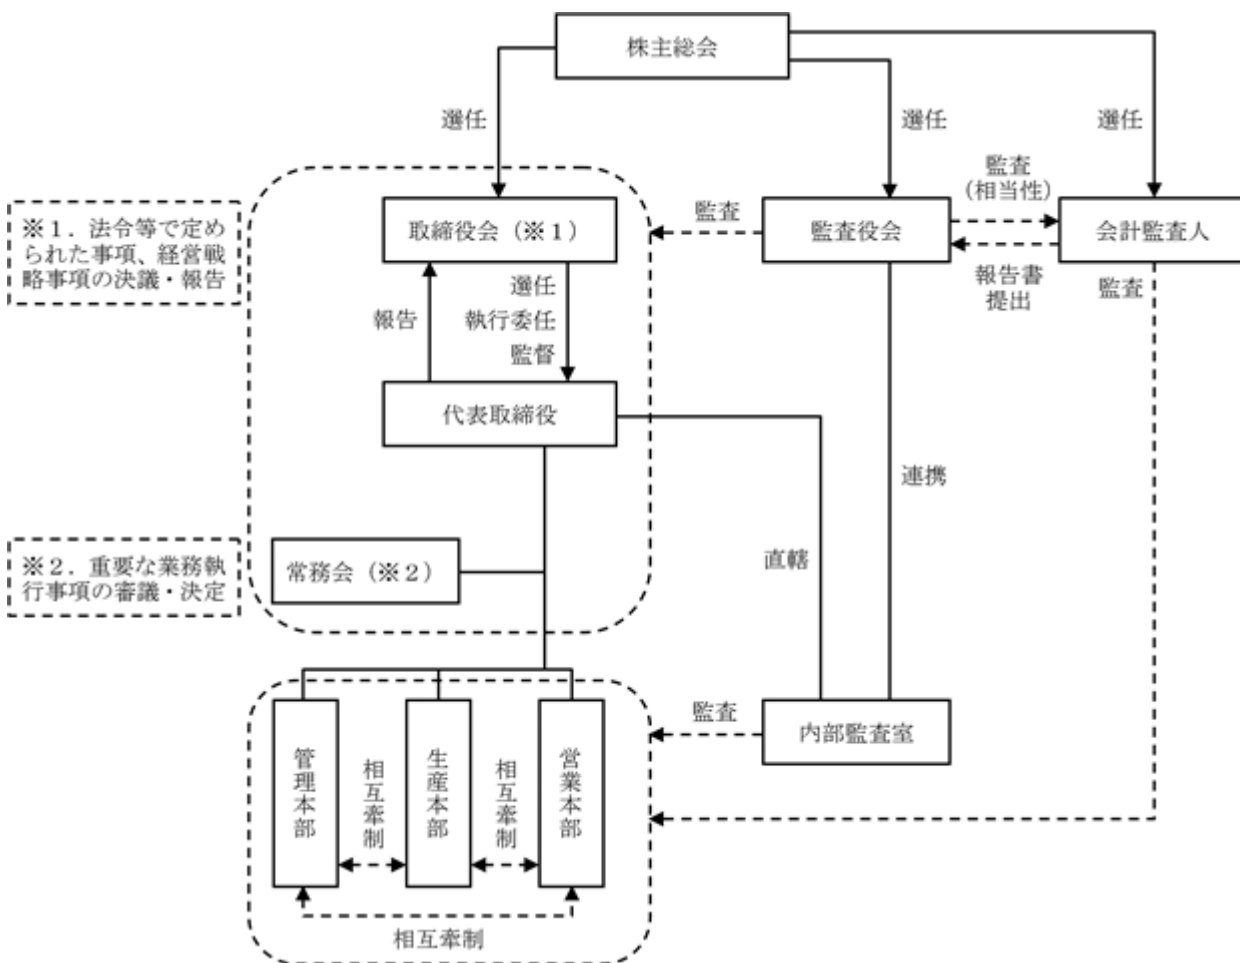 株主総会
選任
選任
選任
※1．法令等で定め
られた事項、経営戦
略事項の決議・報告
取締役会（※1）
監査
監査役会
監査
(相当性)
報告書
提出
会計監査人
監査
報告
選任
執行委任
監督
代表取締役
連携
直轄
※2．重要な業務執
行事項の審議・決定
常務会（※2）
監査
内部監査室
管理本部
相互牽制
生産本部
相互牽制
営業本部
相互牽制